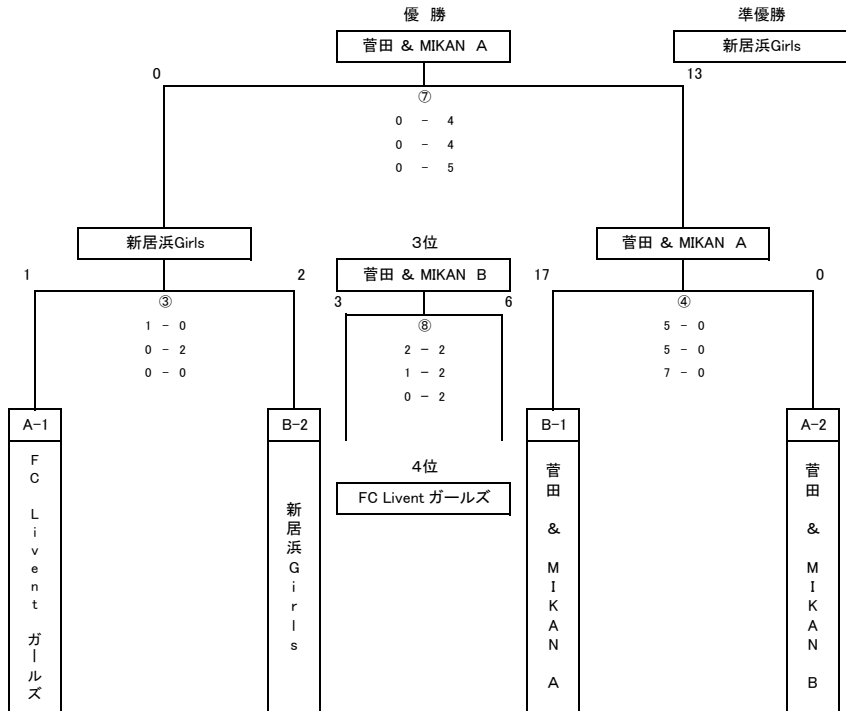 優 勝
準優勝
菅田 & MIKAN A
新居浜Girls
0
13
⑦
0 - 4
0 - 4
0 - 5
新居浜Girls
3位
菅田 & MIKAN A
1
2
菅田 & MIKAN B
17
0
③
3
6
④
1 - 0
0 - 2
0 - 0
⑧
2 - 2
1 - 2
0 - 2
5 - 0
5 - 0
7 - 0
A-1
B-2
B-1
A-2
4位
FC Livent ガールズ
FC Livent ガールズ
新居浜Girls
菅田 & MIKAN A
菅田 & MIKAN B